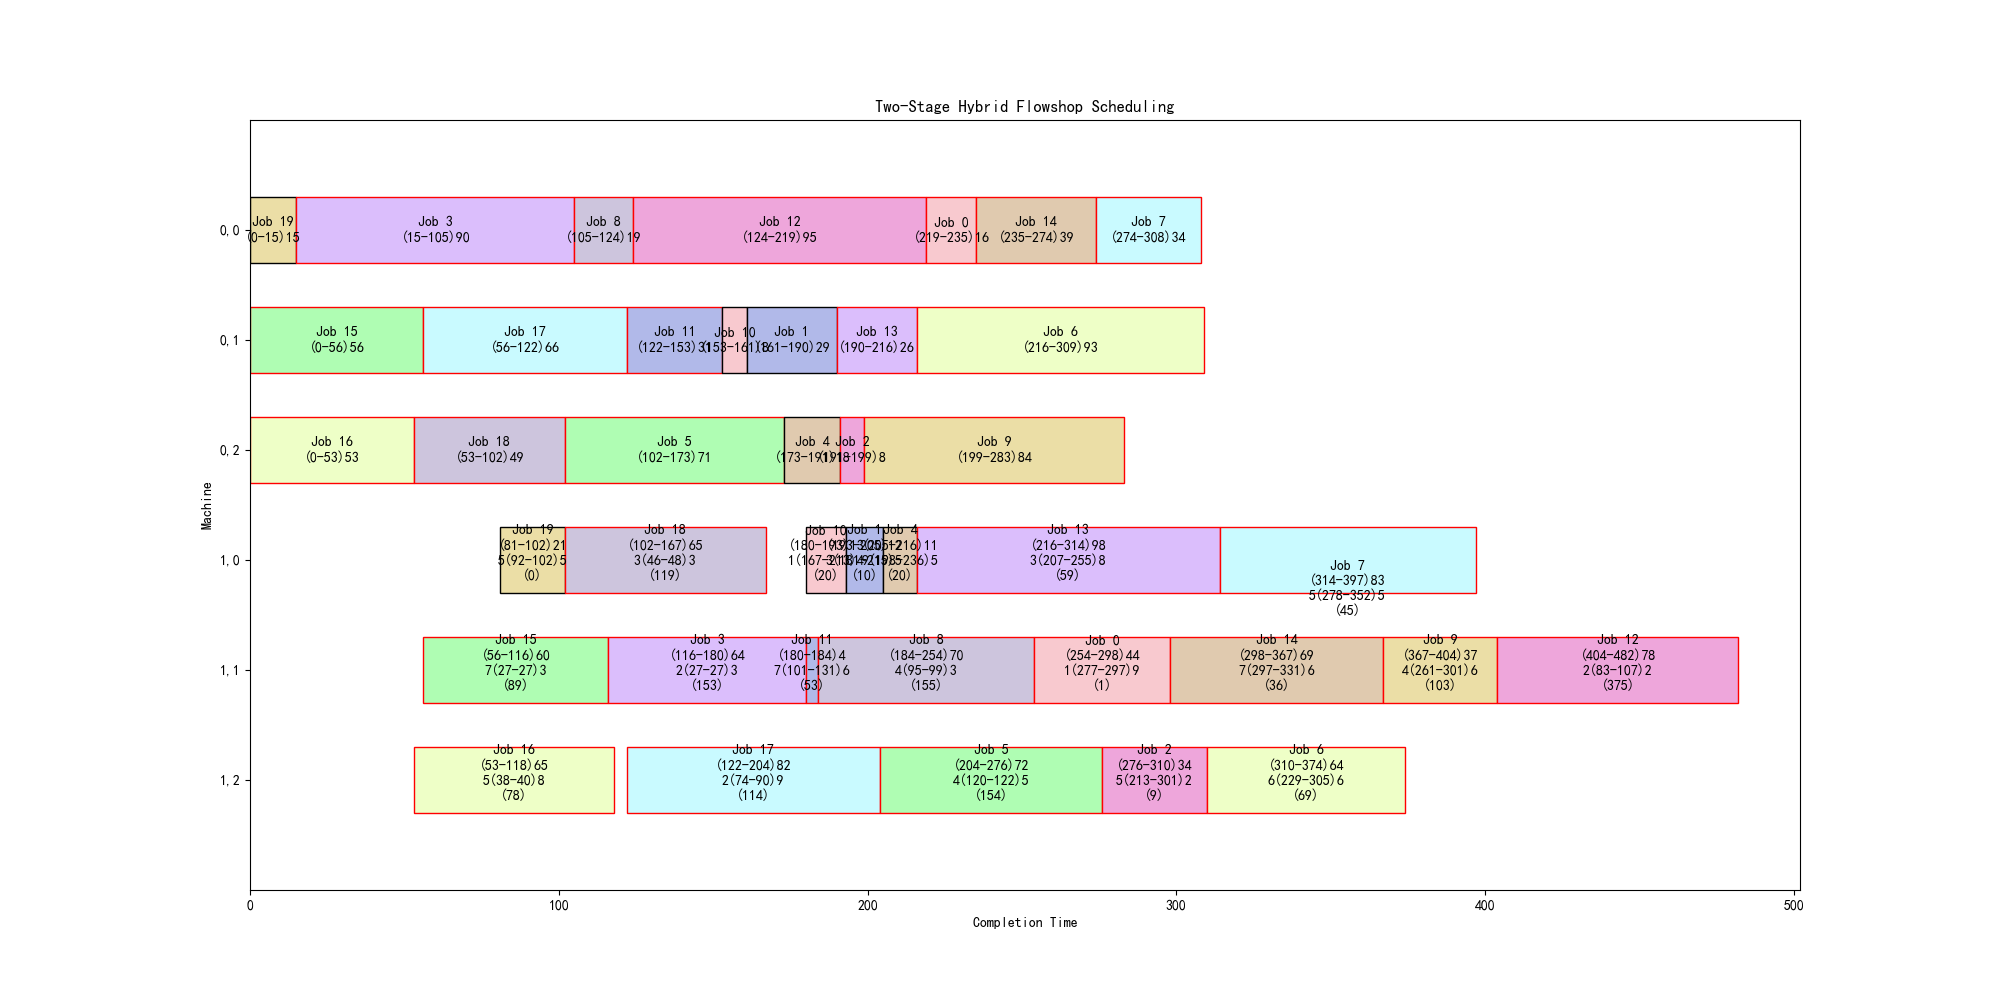 Two-Stage Hybrid Flowshop Scheduling
Machine
0,0
Job 19
(0-15)15
Job 3
(15-105)90
Job 8
(105-124)19
Job 12
(124-219)95
Job 0
(219-235)16
Job 14
(235-274)39
Job 7
(274-308)34
0,1
Job 15
(0-56)56
Job 17
(56-122)66
Job 11
(122-153)31
Job 10
(153-161)8
Job 1
(161-190)29
Job 13
(190-216)26
Job 6
(216-309)93
0,2
Job 16
(0-53)53
Job 18
(53-102)49
Job 5
(102-173)71
Job 4
(173-191)18
Job 2
(191-199)8
Job 9
(199-283)84
1,0
Job 19
(81-102)21
5(92-102)5
(0)
Job 18
(102-167)65
3(46-48)3
(119)
Job 10
(180-193)13
(20)
Job 1
(193-205)12
(10)
Job 4
(205-216)11
(20)
Job 13
(216-314)98
3(207-255)8
(59)
Job 7
(314-397)83
5(278-352)5
(45)
1,1
Job 15
(56-116)60
7(27-27)3
(89)
Job 3
(116-180)64
2(27-27)3
(153)
Job 11
(180-184)4
7(101-131)6
(53)
Job 8
(184-254)70
4(95-99)3
(155)
Job 0
(254-298)44
1(277-297)9
(1)
Job 14
(298-367)69
7(297-331)6
(36)
Job 9
(367-404)37
4(261-301)6
(103)
Job 12
(404-482)78
2(83-107)2
(375)
1,2
Job 16
(53-118)65
5(38-40)8
(78)
Job 17
(122-204)82
2(74-90)9
(114)
Job 5
(204-276)72
4(120-122)5
(154)
Job 2
(276-310)34
5(213-301)2
(9)
Job 6
(310-374)64
6(229-305)6
(69)
0
100
200
300
400
500
Completion Time